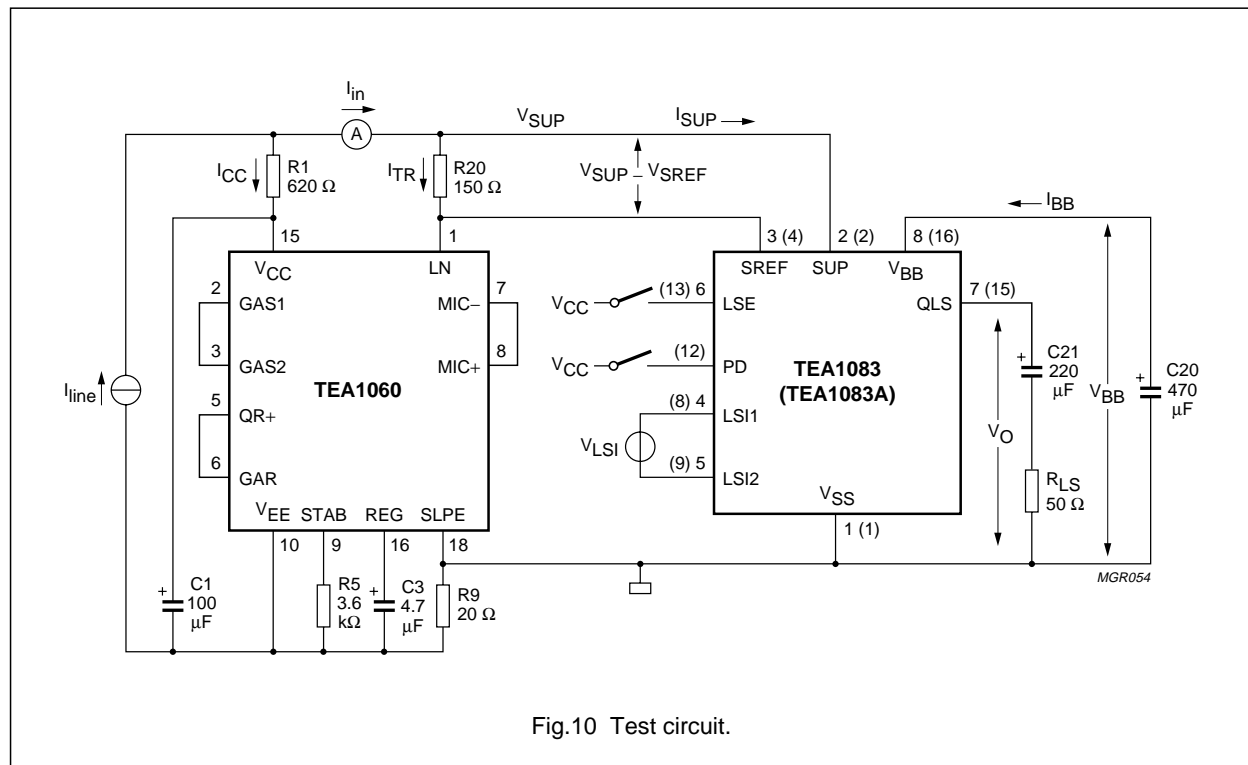 I_in
A
V_SUP
I_SUP
I_CC
R1
620 Ω
I_TR
R20
150 Ω
V_SUP – V_SREF
I_BB
15
1
3 (4)
2 (2)
8 (16)
V_CC
LN
SREF
SUP
V_BB
2
GAS1
3
GAS2
5
QR+
6
GAR
7
MIC−
8
MIC+
TEA1060
V_CC
(13) 6
LSE
V_CC
(12)
PD
(8) 4
LSI1
V_LSI
(9) 5
LSI2
TEA1083
(TEA1083A)
QLS
7 (15)
C21
220
μF
V_O
R_LS
50 Ω
V_BB
C20
470
μF
V_SS
1 (1)
I_line
V_EE
STAB
REG
SLPE
10
9
16
18
C1
100
μF
R5
3.6
kΩ
C3
4.7
μF
R9
20 Ω
MGR054
Fig.10 Test circuit.